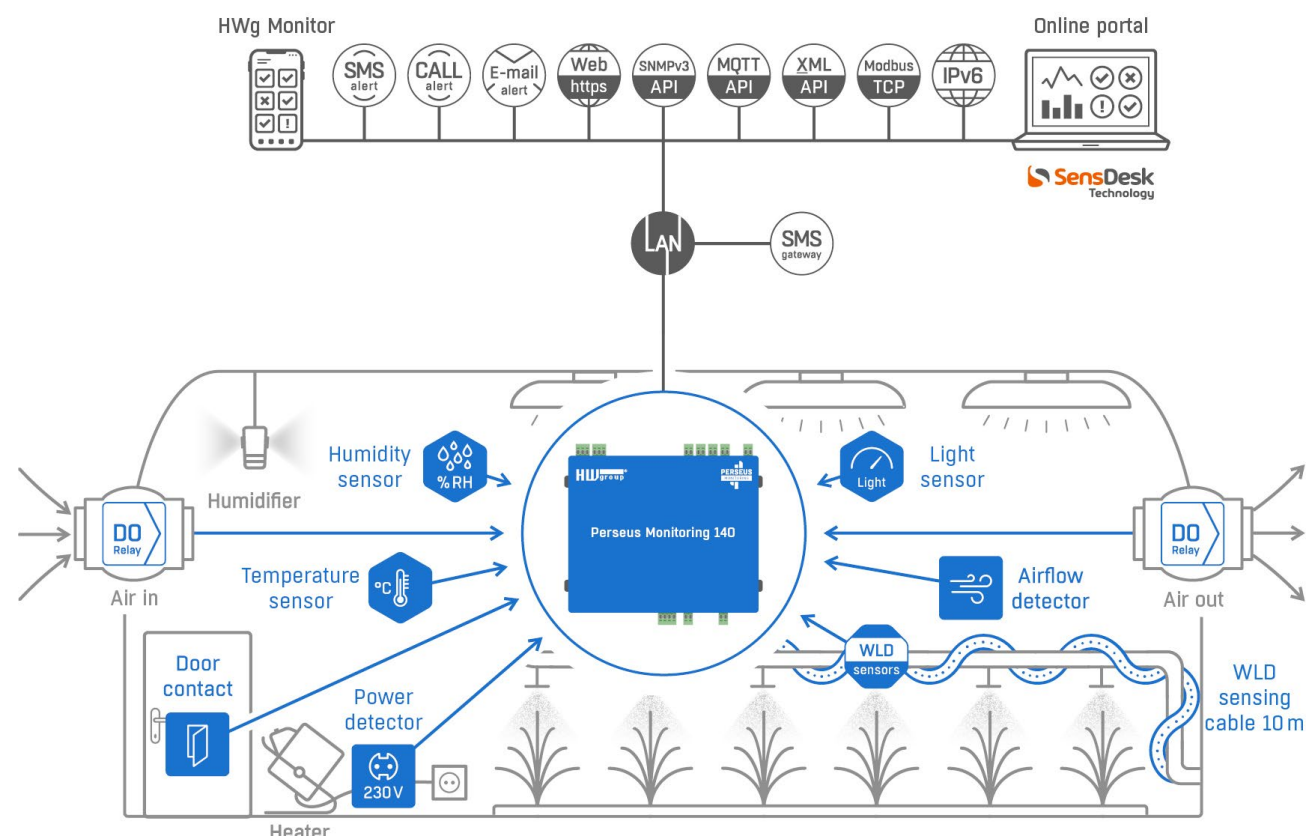 HWg Monitor
Online portal
SMS
alert
CALL
alert
E-mail
alert
Web
https
SNMPv3
API
MQTT
API
XML
API
Modbus
TCP
IPv6
SensDesk
Technology
LAN
SMS
gateway
Humidifier
Humidity
sensor
% RH
HWgroup
PERSEUS
Perseus Monitoring 140
Light
Light
sensor
DO
Relay
Air in
Temperature
sensor
°C
Airflow
detector
DO
Relay
Air out
Door
contact
Power
detector
230 V
Heater
WLD
sensors
WLD
sensing
cable 10 m